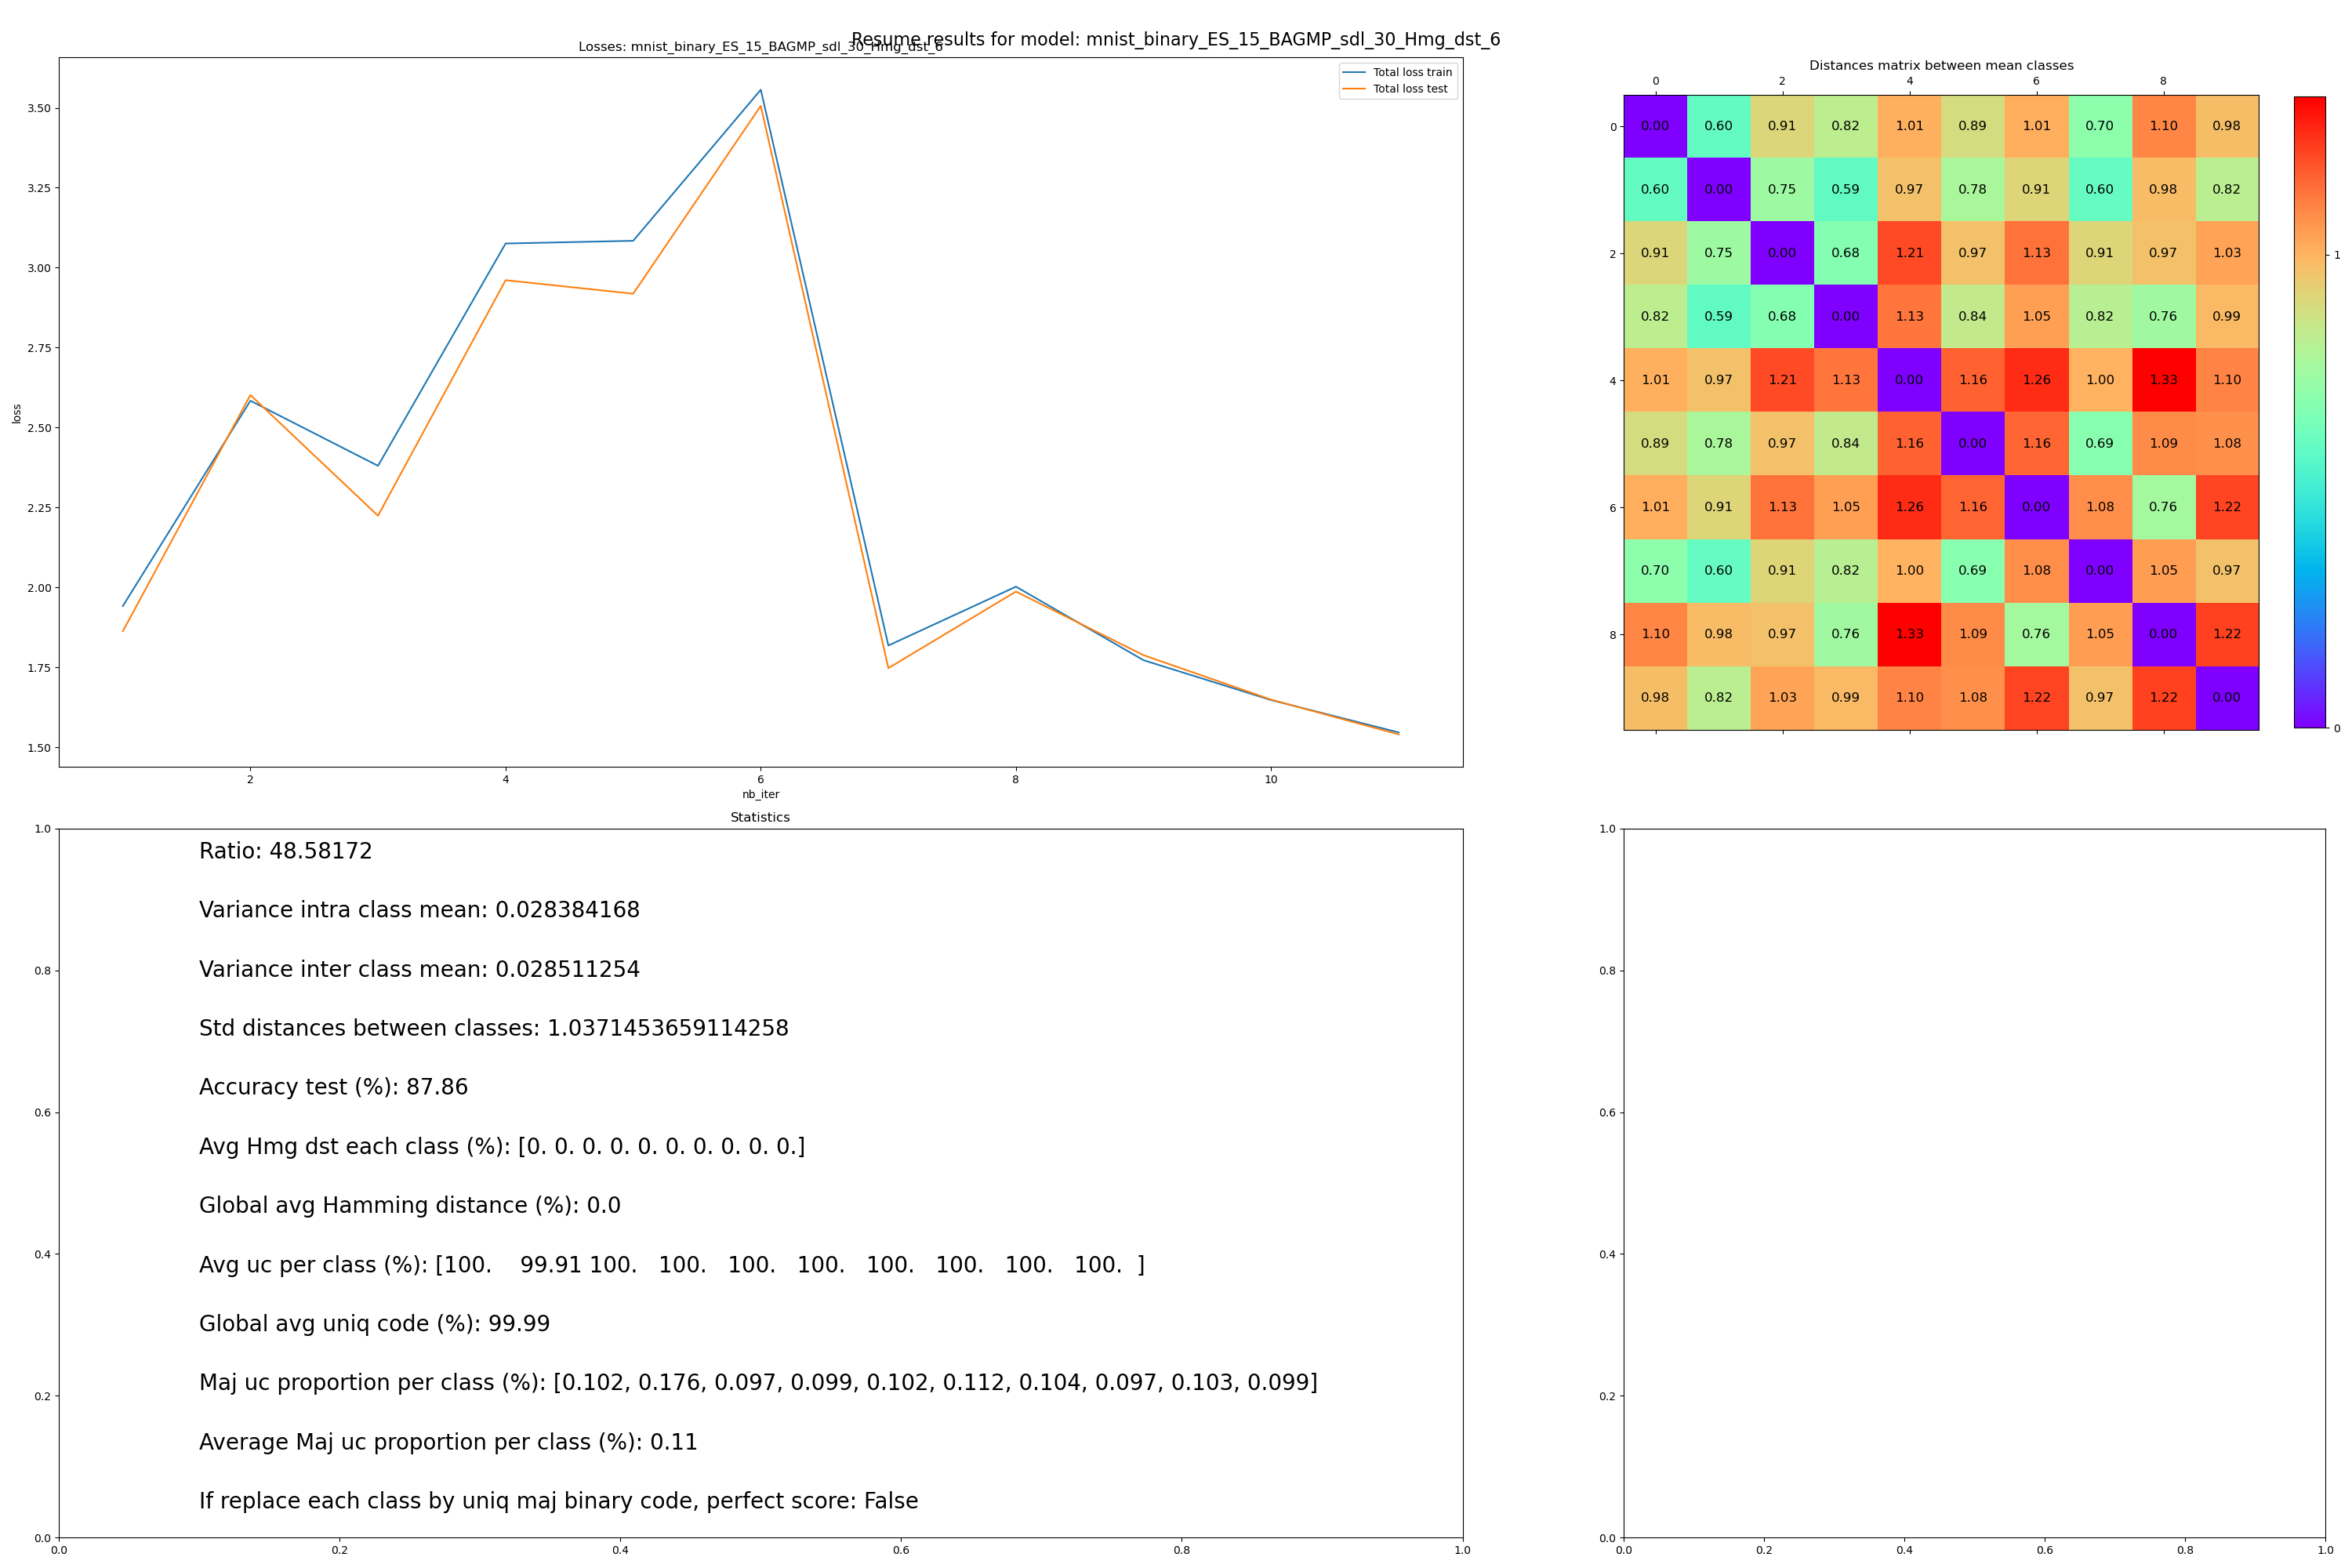 Resume results for model: mnist_binary_ES_15_BAGMP_sdl_30_Hmg_dst_6
Losses: mnist_binary_ES_15_BAGMP_sdl_30_Hmg_dst_6
Total loss train
Total loss test
3.50
3.25
3.00
2.75
2.50
2.25
2.00
1.75
1.50
loss
2 4 6 8 10
nb_iter
Distances matrix between mean classes
0 2 4 6 8
0 0.00 0.60 0.91 0.82 1.01 0.89 1.01 0.70 1.10 0.98
0.60 0.00 0.75 0.59 0.97 0.78 0.91 0.60 0.98 0.82
2 0.91 0.75 0.00 0.68 1.21 0.97 1.13 0.91 0.97 1.03
0.82 0.59 0.68 0.00 1.13 0.84 1.05 0.82 0.76 0.99
4 1.01 0.97 1.21 1.13 0.00 1.16 1.26 1.00 1.33 1.10
0.89 0.78 0.97 0.84 1.16 0.00 1.16 0.69 1.09 1.08
6 1.01 0.91 1.13 1.05 1.26 1.16 0.00 1.08 0.76 1.22
0.70 0.60 0.91 0.82 1.00 0.69 1.08 0.00 1.05 0.97
8 1.10 0.98 0.97 0.76 1.33 1.09 0.76 1.05 0.00 1.22
0.98 0.82 1.03 0.99 1.10 1.08 1.22 0.97 1.22 0.00
1
0
Statistics
Ratio: 48.58172
Variance intra class mean: 0.028384168
Variance inter class mean: 0.028511254
Std distances between classes: 1.0371453659114258
Accuracy test (%): 87.86
Avg Hmg dst each class (%): [0. 0. 0. 0. 0. 0. 0. 0. 0. 0.]
Global avg Hamming distance (%): 0.0
Avg uc per class (%): [100. 99.91 100. 100. 100. 100. 100. 100. 100. 100. ]
Global avg uniq code (%): 99.99
Maj uc proportion per class (%): [0.102, 0.176, 0.097, 0.099, 0.102, 0.112, 0.104, 0.097, 0.103, 0.099]
Average Maj uc proportion per class (%): 0.11
If replace each class by uniq maj binary code, perfect score: False
1.0
0.8
0.6
0.4
0.2
0.0
0.0 0.2 0.4 0.6 0.8 1.0
1.0
0.8
0.6
0.4
0.2
0.0
0.0 0.2 0.4 0.6 0.8 1.0